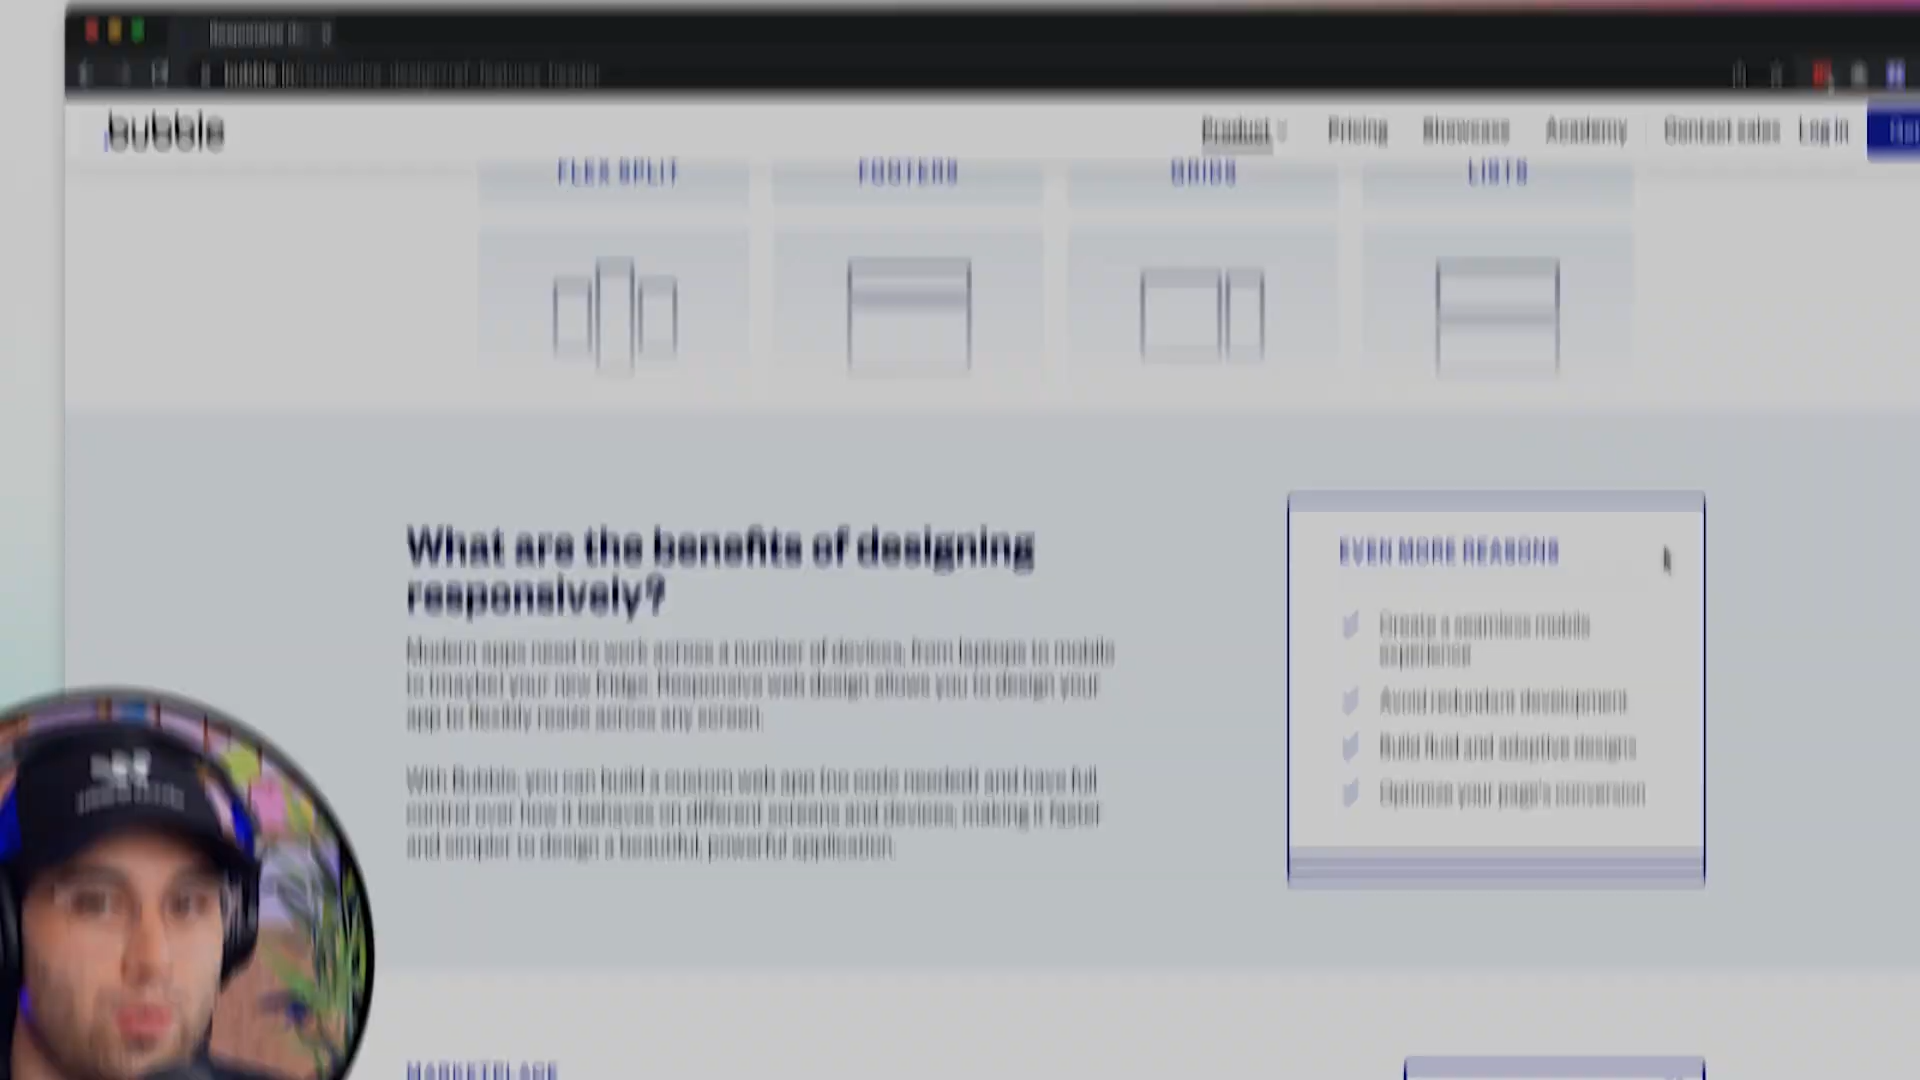 bubble
Product
Pricing
Showcase
Academy
Contact sales
Log in
FLEX SPLIT
FOOTERS
GRIDS
LISTS
What are the benefits of designing
responsively?
Modern apps need to work across a number of devices, from laptops to mobile
to (maybe) your new fridge. Responsive web design allows you to design your
app to flexibly resize across any screen.
With Bubble, you can build a custom web app (no code needed) and have full
control over how it behaves on different screens and devices, making it faster
and simpler to design a beautiful, powerful application.
EVEN MORE REASONS
Create a seamless mobile
experience
Avoid redundant development
Build fluid and adaptive designs
Optimize your page's conversion
MARKETPLACE